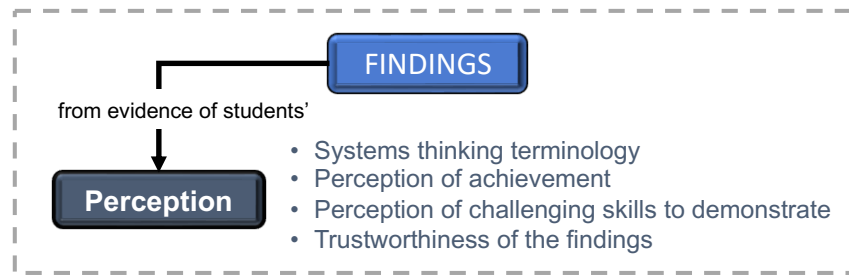 FINDINGS
from evidence of students’
Perception
• Systems thinking terminology
• Perception of achievement
• Perception of challenging skills to demonstrate
• Trustworthiness of the findings